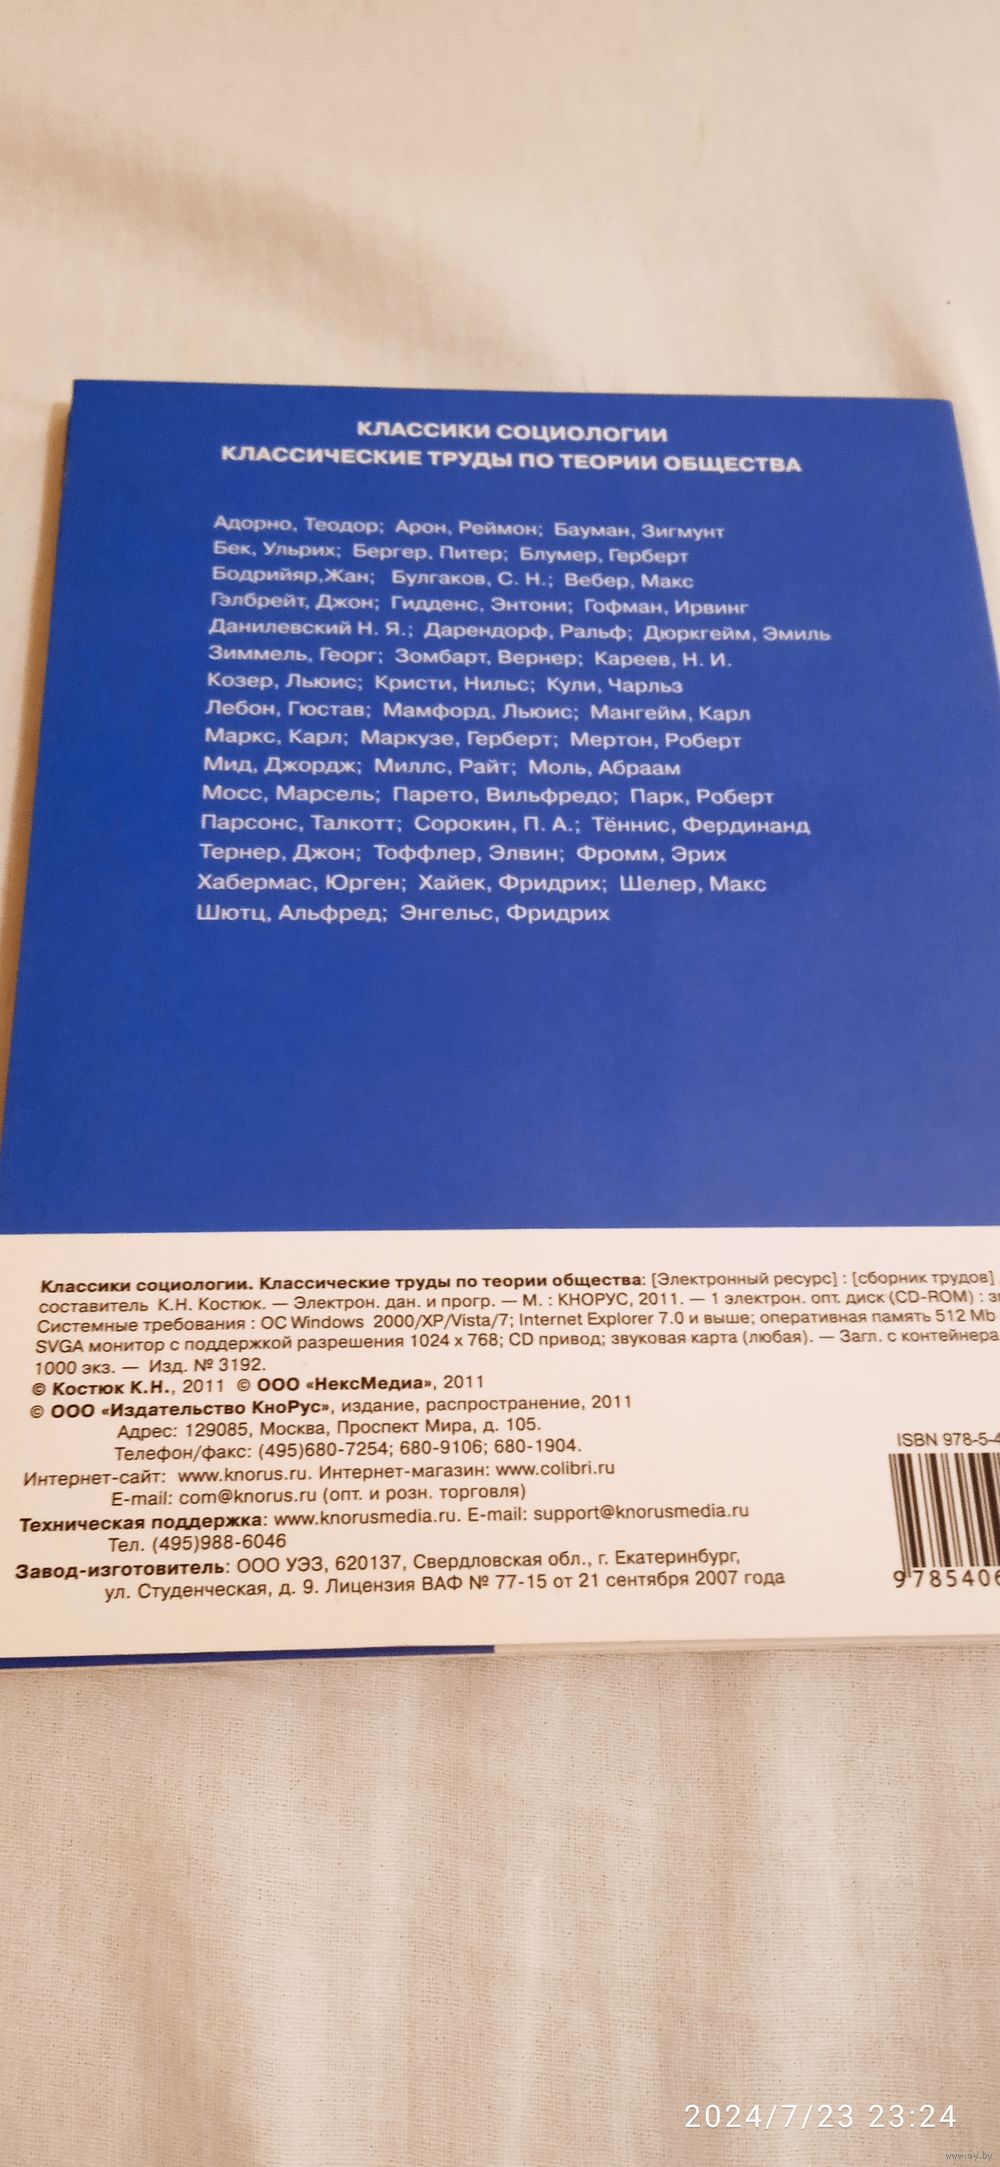 КЛАССИКИ СОЦИОЛОГИИ
КЛАССИЧЕСКИЕ ТРУДЫ ПО ТЕОРИИ ОБЩЕСТВА
Адорно, Теодор; Арон, Реймон; Бауман, Зигмунт
Бек, Ульрих; Бергер, Питер; Блумер, Герберт
Бодрийяр,Жан; Булгаков, С. Н.; Вебер, Макс
Гэлбрейт, Джон; Гидденс, Энтони; Гофман, Ирвинг
Данилевский Н. Я.; Дарендорф, Ральф; Дюркгейм, Эмиль
Зиммель, Георг; Зомбарт, Вернер; Кареев, Н. И.
Козер, Льюис; Кристи, Нильс; Кули, Чарльз
Лебон, Гюстав; Мамфорд, Льюис; Мангейм, Карл
Маркс, Карл; Маркузе, Герберт; Мертон, Роберт
Мид, Джордж; Миллс, Райт; Моль, Абраам
Мосс, Марсель; Парето, Вильфредо; Парк, Роберт
Парсонс, Талкотт; Сорокин, П. А.; Тённис, Фердинанд
Тернер, Джон; Тоффлер, Элвин; Фромм, Эрих
Хабермас, Юрген; Хайек, Фридрих; Шелер, Макс
Шютц, Альфред; Энгельс, Фридрих
Классики социологии. Классические труды по теории общества: [Электронный ресурс] : [сборник трудов]
составитель К.Н. Костюк. — Электрон. дан. и прогр. — М. : КНОРУС, 2011. — 1 электрон. опт. диск (CD-ROM) :
Системные требования : ОС Windows 2000/XP/Vista/7; Internet Explorer 7.0 и выше; оперативная память 512 Mb
SVGA монитор с поддержкой разрешения 1024 x 768; CD привод; звуковая карта (любая). — Загл. с контейнера
1000 экз. — Изд. № 3192.
© Костюк К.Н., 2011 © ООО «НексМедиа», 2011
© ООО «Издательство КноРус», издание, распространение, 2011
Адрес: 129085, Москва, Проспект Мира, д. 105.
Телефон/факс: (495)680-7254; 680-9106; 680-1904.
Интернет-сайт: www.knorus.ru. Интернет-магазин: www.colibri.ru
E-mail: com@knorus.ru (опт. и розн. торговля)
Техническая поддержка: www.knorusmedia.ru. E-mail: support@knorusmedia.ru
Тел. (495)988-6046
Завод-изготовитель: ООО УЭЗ, 620137, Свердловская обл., г. Екатеринбург,
ул. Студенческая, д. 9. Лицензия ВАФ № 77-15 от 21 сентября 2007 года
ISBN 978-5-4
9 785406
2024/7/23 23:24
www.ay.by